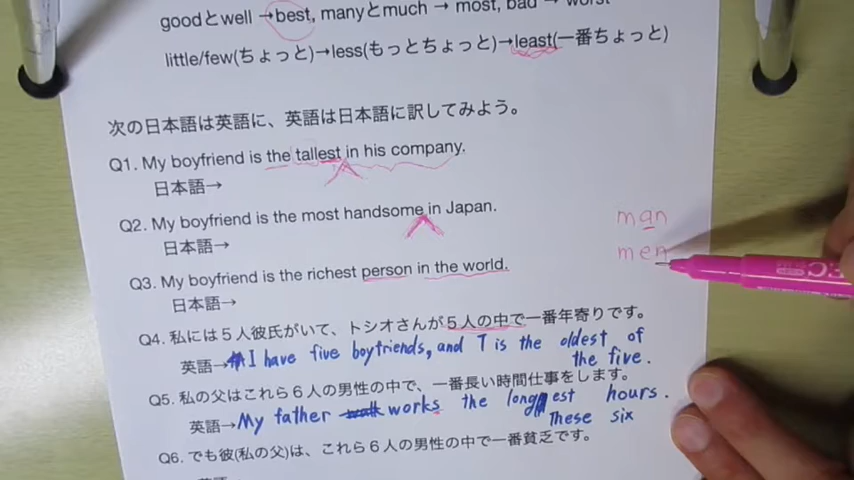 goodとwell →best, manyとmuch → most, bad → worst
little/few(ちょっと)→less(もっとちょっと)→least(一番ちょっと)
次の日本語は英語に、英語は日本語に訳してみよう。
Q1. My boyfriend is the tallest in his company.
日本語→
Q2. My boyfriend is the most handsome in Japan.
日本語→
man
men
Q3. My boyfriend is the richest person in the world.
日本語→
Q4. 私には５人彼氏がいて、トシオさんが５人の中で一番年寄りです。
英語→I have five boyfriends, and T is the oldest of
the five.
Q5. 私の父はこれら６人の男性の中で、一番長い時間仕事をします。
英語→My father works the longest hours.
These six
Q6. でも彼(私の父)は、これら６人の男性の中で一番貧乏です。